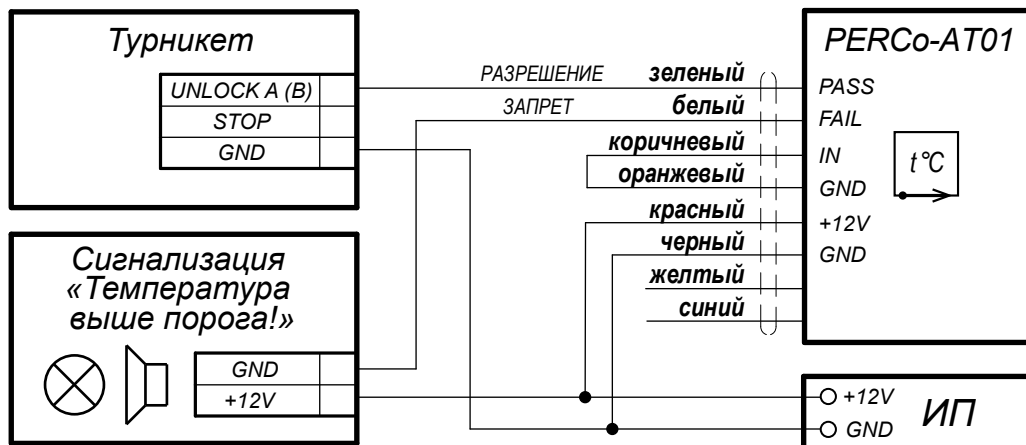 Турникет
UNLOCK A (B)
STOP
GND
РАЗРЕШЕНИЕ
ЗАПРЕТ
зеленый
белый
коричневый
оранжевый
красный
черный
желтый
синий
PERCo-AT01
PASS
FAIL
IN
GND
+12V
GND
t°C
Сигнализация
«Температура
выше порога!»
GND
+12V
+12V
GND
ИП